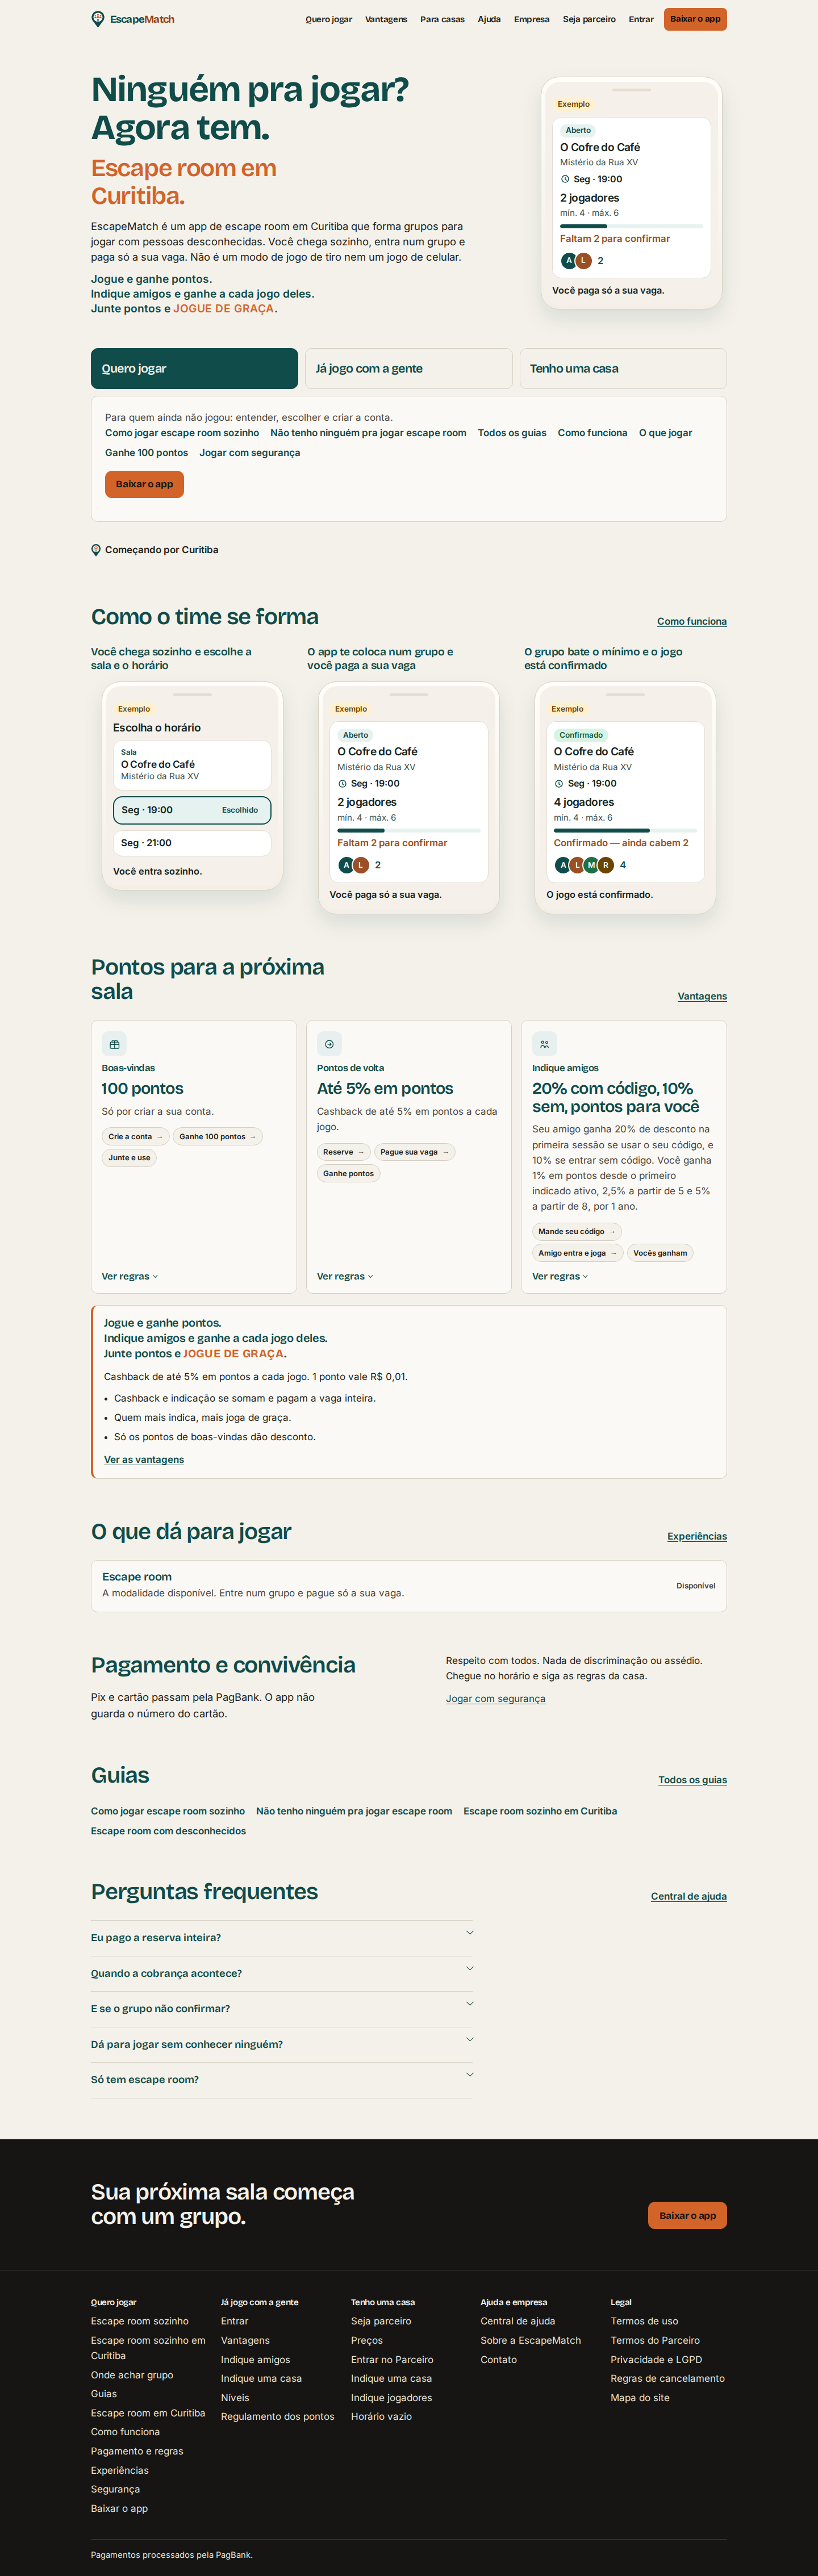 EscapeMatch
Quero jogar Vantagens Para casas Ajuda Empresa Seja parceiro Entrar Baixar o app
Ninguém pra jogar?
Agora tem.
Escape room em
Curitiba.
EscapeMatch é um app de escape room em Curitiba que forma grupos para
jogar com pessoas desconhecidas. Você chega sozinho, entra num grupo e
paga só a sua vaga. Não é um modo de jogo de tiro nem um jogo de celular.
Jogue e ganhe pontos.
Indique amigos e ganhe a cada jogo deles.
Junte pontos e JOGUE DE GRAÇA.
Exemplo
Aberto
O Cofre do Café
Mistério da Rua XV
Seg · 19:00
2 jogadores
mín. 4 · máx. 6
Faltam 2 para confirmar
A L 2
Você paga só a sua vaga.
Quero jogar
Já jogo com a gente
Tenho uma casa
Para quem ainda não jogou: entender, escolher e criar a conta.
Como jogar escape room sozinho Não tenho ninguém pra jogar escape room Todos os guias Como funciona O que jogar
Ganhe 100 pontos Jogar com segurança
Baixar o app
Começando por Curitiba
Como o time se forma
Como funciona
Você chega sozinho e escolhe a
sala e o horário
Exemplo
Escolha o horário
Sala
O Cofre do Café
Mistério da Rua XV
Seg · 19:00 Escolhido
Seg · 21:00
Você entra sozinho.
O app te coloca num grupo e
você paga a sua vaga
Exemplo
Aberto
O Cofre do Café
Mistério da Rua XV
Seg · 19:00
2 jogadores
mín. 4 · máx. 6
Faltam 2 para confirmar
A L 2
Você paga só a sua vaga.
O grupo bate o mínimo e o jogo
está confirmado
Exemplo
Confirmado
O Cofre do Café
Mistério da Rua XV
Seg · 19:00
4 jogadores
mín. 4 · máx. 6
Confirmado — ainda cabem 2
A L M R 4
O jogo está confirmado.
Pontos para a próxima
sala
Vantagens
Boas-vindas
100 pontos
Só por criar a sua conta.
Crie a conta → Ganhe 100 pontos →
Junte e use
Ver regras
Pontos de volta
Até 5% em pontos
Cashback de até 5% em pontos a cada
jogo.
Reserve → Pague sua vaga →
Ganhe pontos
Ver regras
Indique amigos
20% com código, 10%
sem, pontos para você
Seu amigo ganha 20% de desconto na
primeira sessão se usar o seu código, e
10% se entrar sem código. Você ganha
1% em pontos desde o primeiro
indicado ativo, 2,5% a partir de 5 e 5%
a partir de 8, por 1 ano.
Mande seu código →
Amigo entra e joga → Vocês ganham
Ver regras
Jogue e ganhe pontos.
Indique amigos e ganhe a cada jogo deles.
Junte pontos e JOGUE DE GRAÇA.
Cashback de até 5% em pontos a cada jogo. 1 ponto vale R$ 0,01.
• Cashback e indicação se somam e pagam a vaga inteira.
• Quem mais indica, mais joga de graça.
• Só os pontos de boas-vindas dão desconto.
Ver as vantagens
O que dá para jogar
Experiências
Escape room
A modalidade disponível. Entre num grupo e pague só a sua vaga.
Disponível
Pagamento e convivência
Pix e cartão passam pela PagBank. O app não
guarda o número do cartão.
Respeito com todos. Nada de discriminação ou assédio.
Chegue no horário e siga as regras da casa.
Jogar com segurança
Guias
Todos os guias
Como jogar escape room sozinho Não tenho ninguém pra jogar escape room Escape room sozinho em Curitiba
Escape room com desconhecidos
Perguntas frequentes
Central de ajuda
Eu pago a reserva inteira?
Quando a cobrança acontece?
E se o grupo não confirmar?
Dá para jogar sem conhecer ninguém?
Só tem escape room?
Sua próxima sala começa
com um grupo.
Baixar o app
Quero jogar
Escape room sozinho
Escape room sozinho em
Curitiba
Onde achar grupo
Guias
Escape room em Curitiba
Como funciona
Pagamento e regras
Experiências
Segurança
Baixar o app
Já jogo com a gente
Entrar
Vantagens
Indique amigos
Indique uma casa
Níveis
Regulamento dos pontos
Tenho uma casa
Seja parceiro
Preços
Entrar no Parceiro
Indique uma casa
Indique jogadores
Horário vazio
Ajuda e empresa
Central de ajuda
Sobre a EscapeMatch
Contato
Legal
Termos de uso
Termos do Parceiro
Privacidade e LGPD
Regras de cancelamento
Mapa do site
Pagamentos processados pela PagBank.